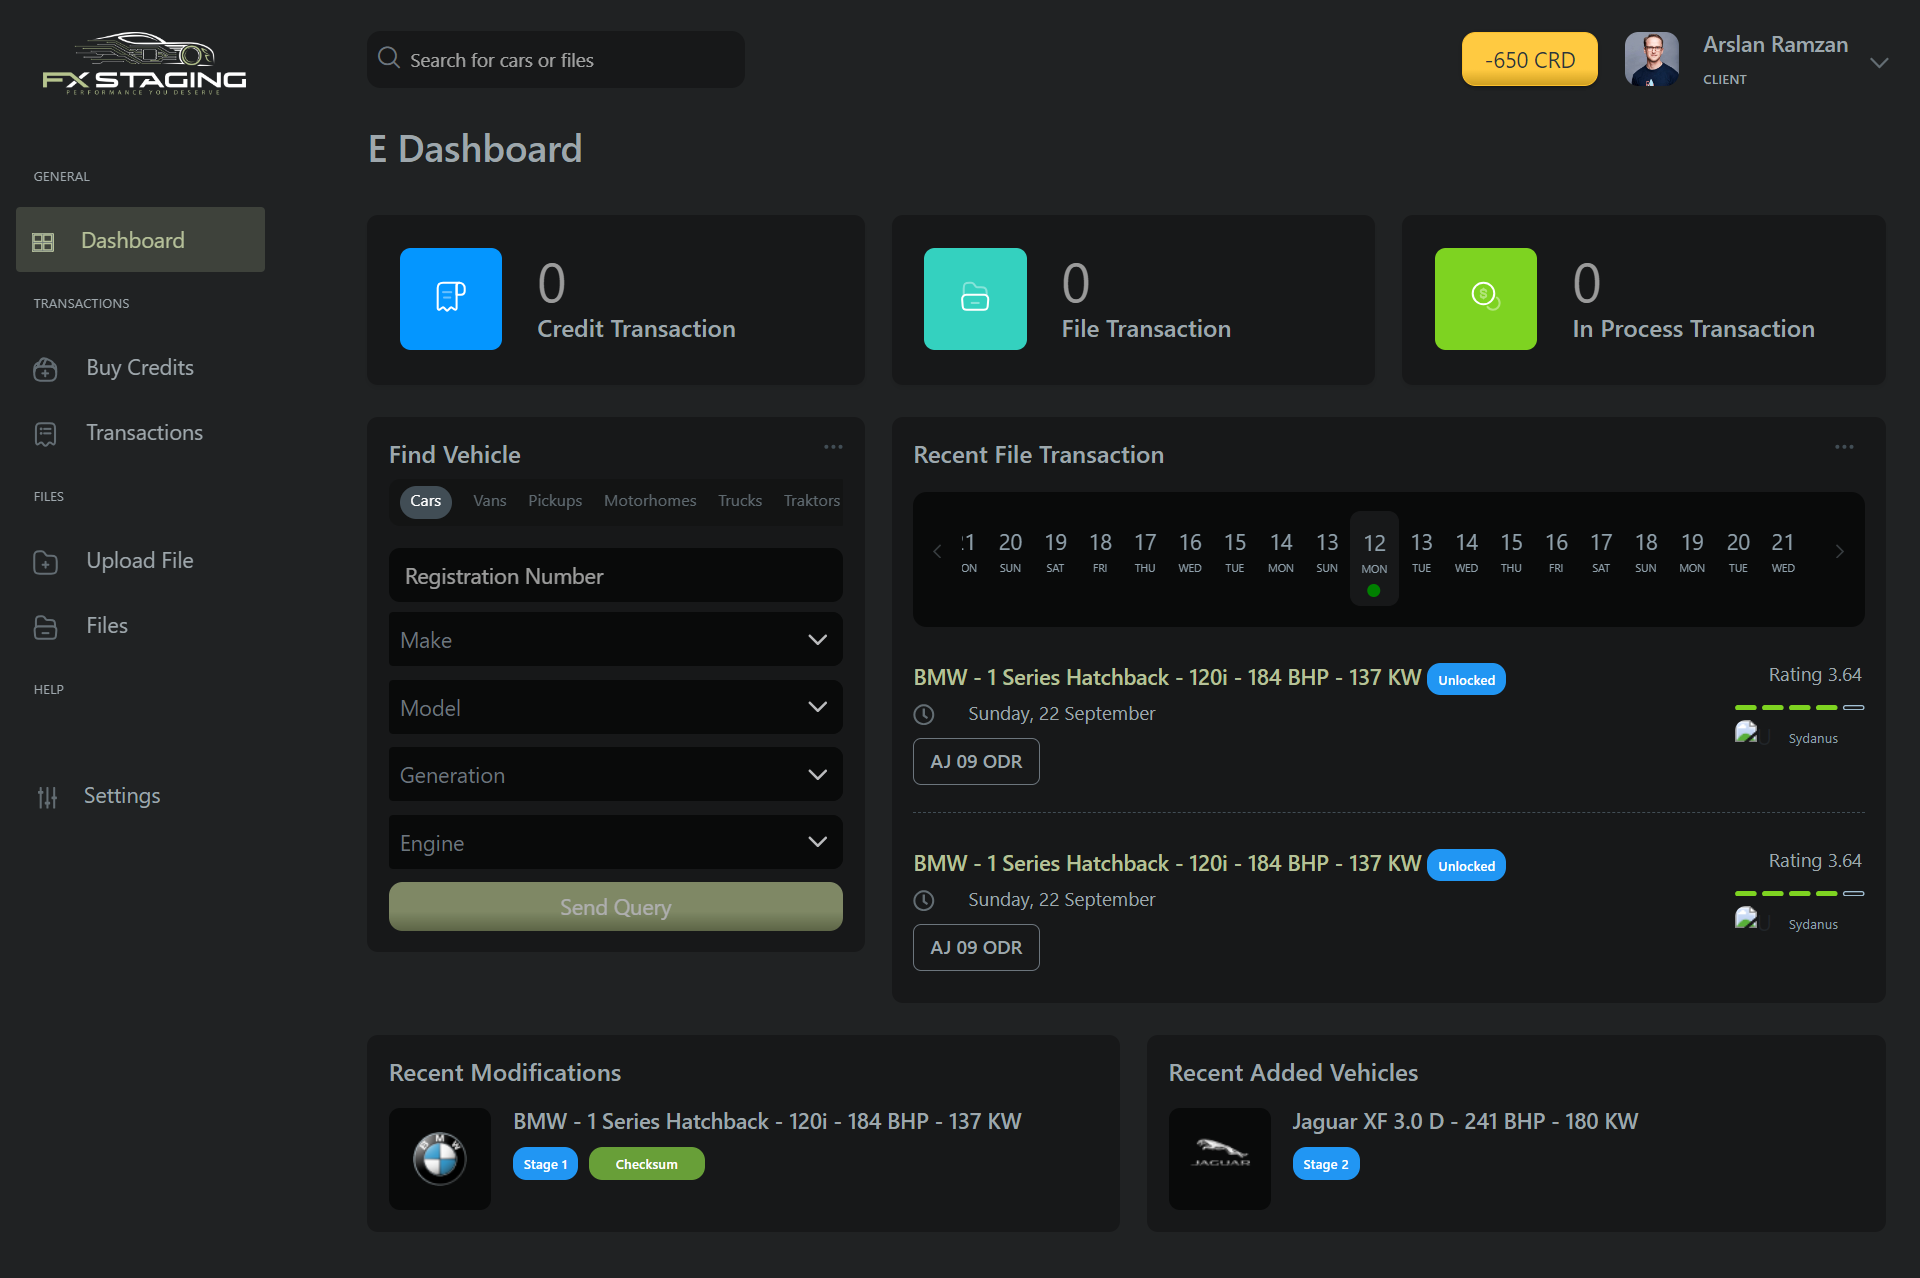 FX STAGING
PERFORMANCE YOU DESERVE
Search for cars or files
-650 CRD
Arslan Ramzan
CLIENT
E Dashboard
GENERAL
Dashboard
TRANSACTIONS
Buy Credits
Transactions
FILES
Upload File
Files
HELP
Settings
0
Credit Transaction
0
File Transaction
0
In Process Transaction
Find Vehicle
Cars Vans Pickups Motorhomes Trucks Traktors
Registration Number
Make
Model
Generation
Engine
Send Query
Recent File Transaction
20 19 18 17 16 15 14 13 12 13 14 15 16 17 18 19 20 21
ON SUN SAT FRI THU WED TUE MON SUN MON TUE WED THU FRI SAT SUN MON TUE WED
BMW - 1 Series Hatchback - 120i - 184 BHP - 137 KW Unlocked
Rating 3.64
Sunday, 22 September
Sydanus
AJ 09 ODR
BMW - 1 Series Hatchback - 120i - 184 BHP - 137 KW Unlocked
Rating 3.64
Sunday, 22 September
Sydanus
AJ 09 ODR
Recent Modifications
BMW
BMW - 1 Series Hatchback - 120i - 184 BHP - 137 KW
Stage 1 Checksum
Recent Added Vehicles
JAGUAR
Jaguar XF 3.0 D - 241 BHP - 180 KW
Stage 2